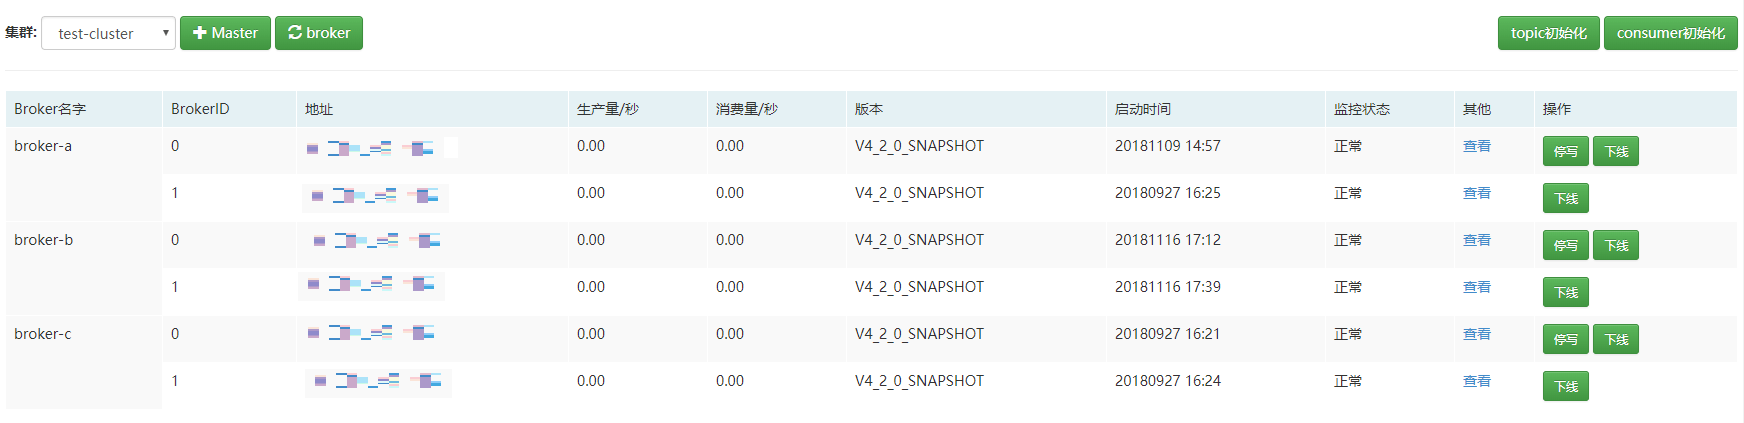 集群: test-cluster Master broker topic初始化 consumer初始化
Broker名字 BrokerID 地址 生产量/秒 消费量/秒 版本 启动时间 监控状态 其他 操作
broker-a 0 0.00 0.00 V4_2_0_SNAPSHOT 20181109 14:57 正常 查看 停写 下线
1 0.00 0.00 V4_2_0_SNAPSHOT 20180927 16:25 正常 查看 下线
broker-b 0 0.00 0.00 V4_2_0_SNAPSHOT 20181116 17:12 正常 查看 停写 下线
1 0.00 0.00 V4_2_0_SNAPSHOT 20181116 17:39 正常 查看 下线
broker-c 0 0.00 0.00 V4_2_0_SNAPSHOT 20180927 16:21 正常 查看 停写 下线
1 0.00 0.00 V4_2_0_SNAPSHOT 20180927 16:24 正常 查看 下线